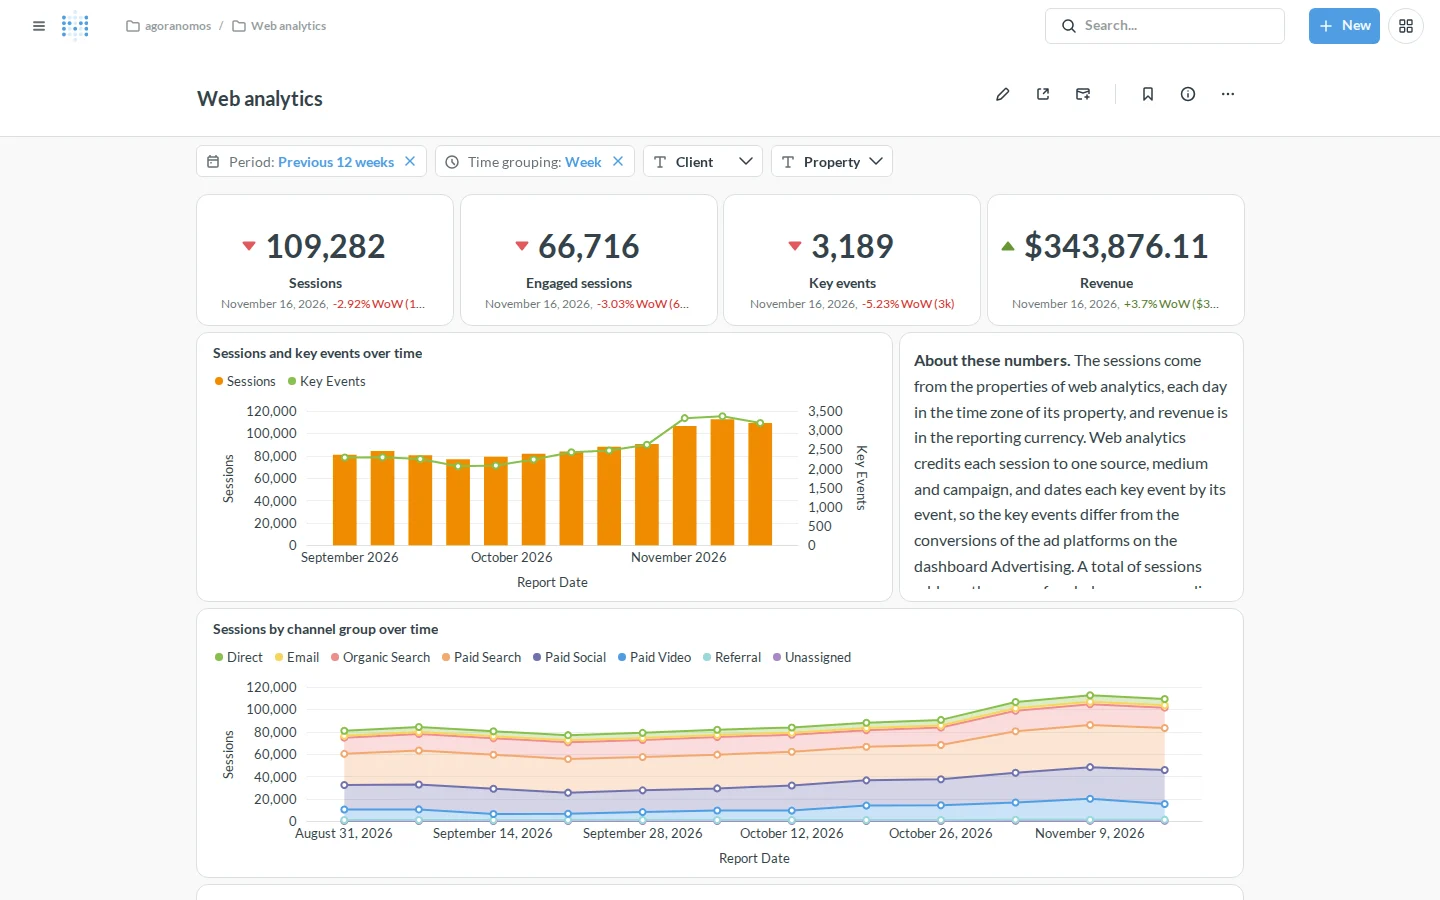 agoranomos / Web analytics
Search...
New
Web analytics
Period: Previous 12 weeks
Time grouping: Week
Client
Property
109,282
Sessions
November 16, 2026, -2.92% WoW (1...
66,716
Engaged sessions
November 16, 2026, -3.03% WoW (6...
3,189
Key events
November 16, 2026, -5.23% WoW (3k)
$343,876.11
Revenue
November 16, 2026, +3.7% WoW ($3...
Sessions and key events over time
Sessions Key Events
120,000
100,000
80,000
60,000
40,000
20,000
0
Sessions
3,500
3,000
2,500
2,000
1,500
1,000
500
0
Key Events
September 2026 October 2026 November 2026
Report Date
About these numbers. The sessions come
from the properties of web analytics, each day
in the time zone of its property, and revenue is
in the reporting currency. Web analytics
credits each session to one source, medium
and campaign, and dates each key event by its
event, so the key events differ from the
conversions of the ad platforms on the
dashboard Advertising. A total of sessions
Sessions by channel group over time
Direct Email Organic Search Paid Search Paid Social Paid Video Referral Unassigned
120,000
100,000
80,000
60,000
40,000
20,000
0
Sessions
August 31, 2026 September 14, 2026 September 28, 2026 October 12, 2026 October 26, 2026 November 9, 2026
Report Date